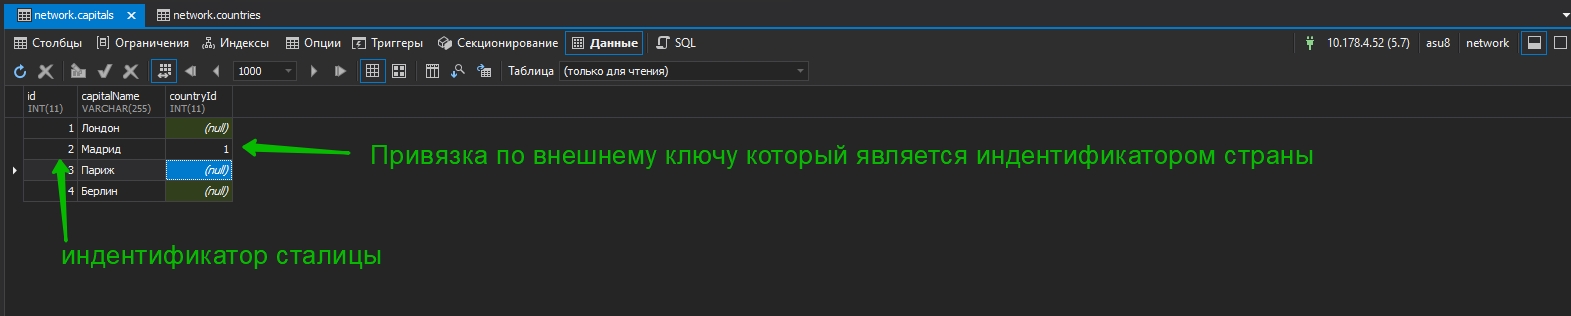 network.capitals
network.countries
Столбцы Ограничения Индексы Опции Триггеры Секционирование Данные SQL 10.178.4.52 (5.7) asu8 network
1000 Таблица (только для чтения)
id capitalName countryId
INT(11) VARCHAR(255) INT(11)
1 Лондон (null)
2 Мадрид 1
3 Париж (null)
4 Берлин (null)
Привязка по внешнему ключу который является индентификатором страны
индентификатор сталицы